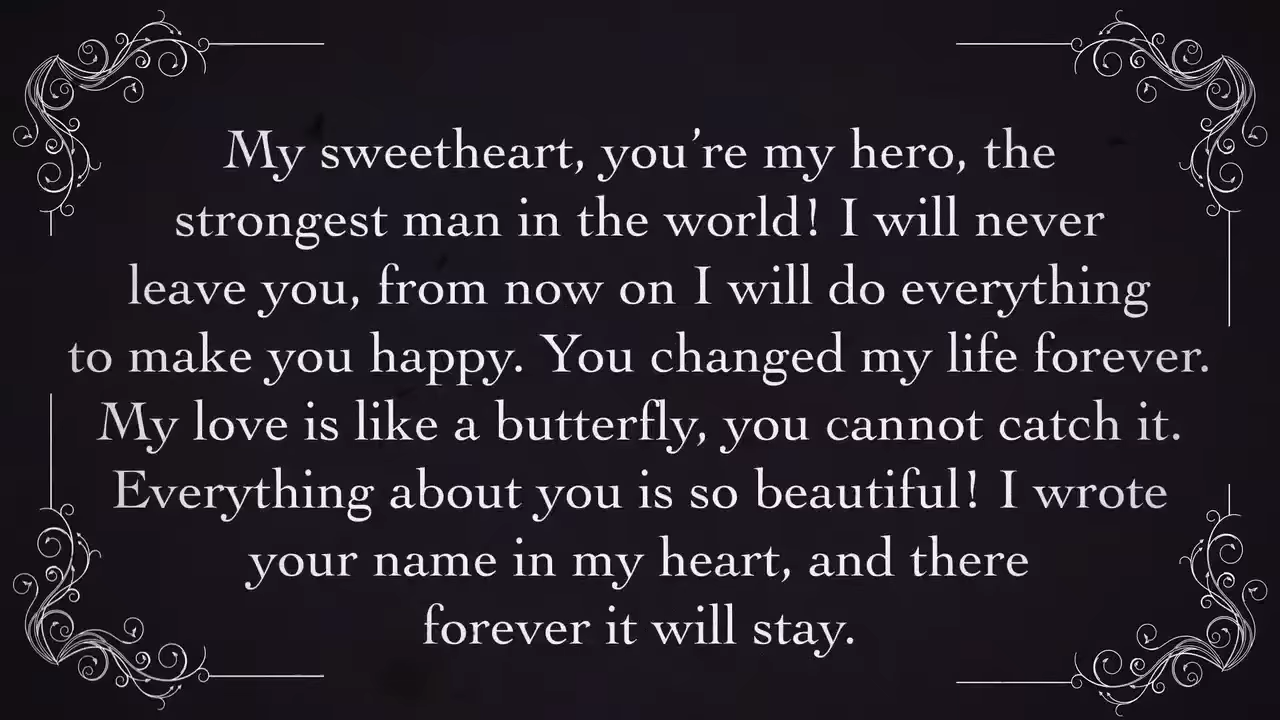 My sweetheart, you’re my hero, the
strongest man in the world! I will never
leave you, from now on I will do everything
to make you happy. You changed my life forever.
My love is like a butterfly, you cannot catch it.
Everything about you is so beautiful! I wrote
your name in my heart, and there
forever it will stay.